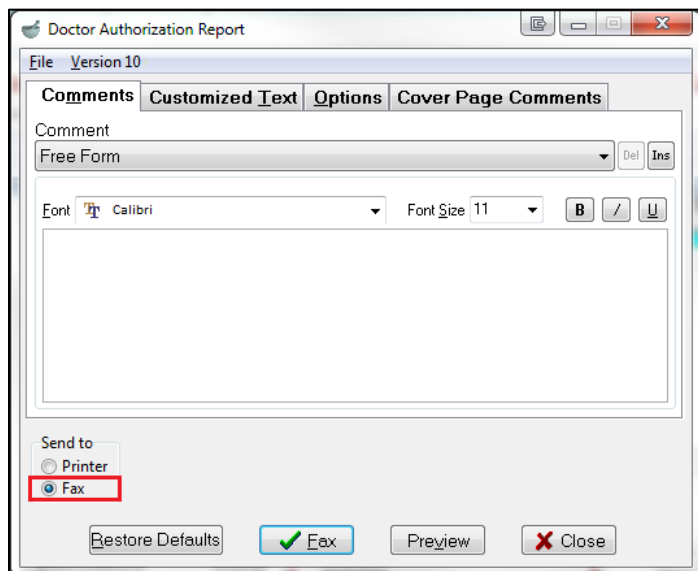 Doctor Authorization Report
File Version 10
Comments Customized Text Options Cover Page Comments
Comment
Free Form Del Ins
Font Calibri Font Size 11 B I U
Send to
Printer
Fax
Restore Defaults Fax Preview Close